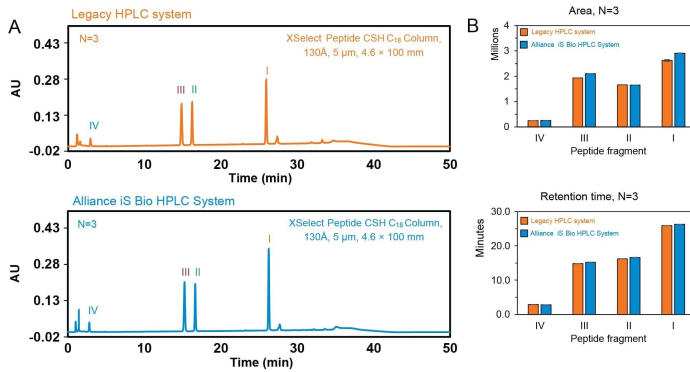 A
Legacy HPLC system
N=3
XSelect Peptide CSH C18 Column,
130Å, 5 µm, 4.6 × 100 mm
AU
0.43
0.28
0.13
-0.02
IV
III
II
I
0
10
20
30
40
50
Time (min)
Alliance iS Bio HPLC System
N=3
XSelect Peptide CSH C18 Column,
130Å, 5 µm, 4.6 × 100 mm
AU
0.43
0.28
0.13
-0.02
IV
III
II
I
0
10
20
30
40
50
Time (min)
B
Area, N=3
Legacy HPLC system
Alliance iS Bio HPLC System
Millions
4
3
2
1
0
IV
III
II
I
Peptide fragment
Retention time, N=3
Legacy HPLC system
Alliance iS Bio HPLC System
Minutes
30.0
20.0
10.0
0.0
IV
III
II
I
Peptide fragment